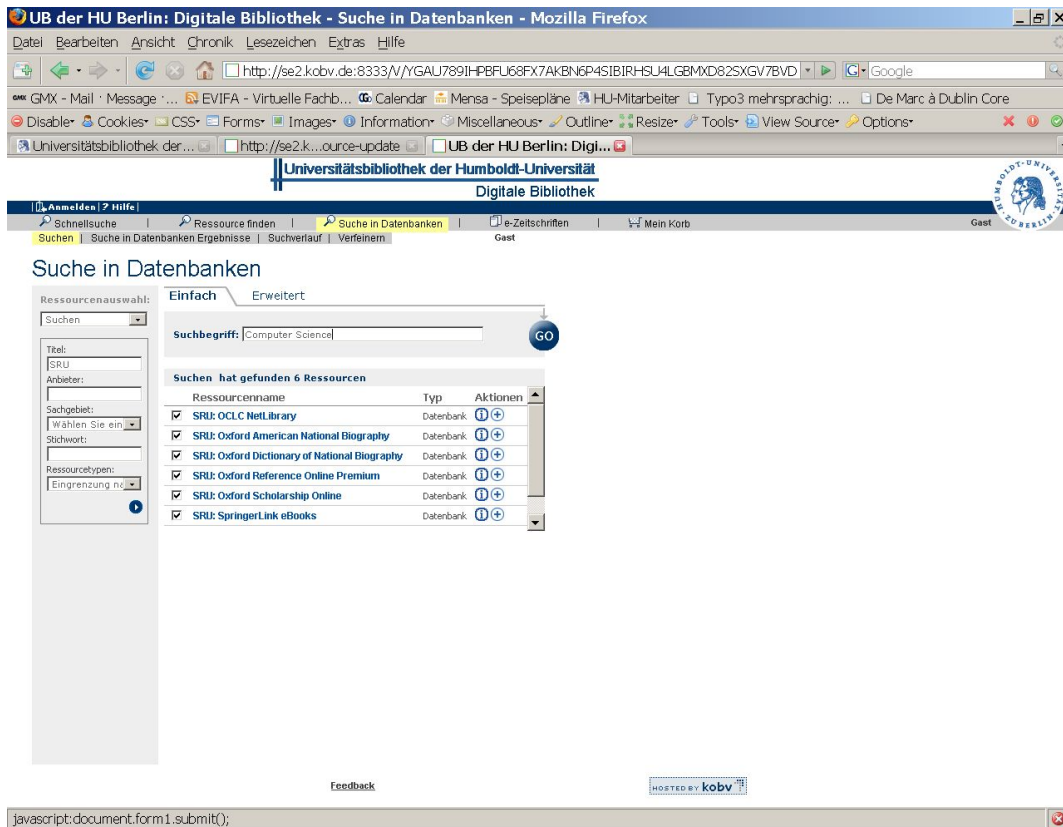 UB der HU Berlin: Digitale Bibliothek - Suche in Datenbanken - Mozilla Firefox
Datei Bearbeiten Ansicht Chronik Lesezeichen Extras Hilfe
http://se2.kobv.de:8333/V/YGAU789IHPBFU68FX7AKBN6P4SIBIRHSU4LGBMXD82SXGV7BVD Google
GMX - Mail · Message ·... EVIFA - Virtuelle Fachb... Calendar Mensa - Speisepläne HU-Mitarbeiter Typo3 mehrsprachig: ... De Marc à Dublin Core
Disable Cookies CSS Forms Images Information Miscellaneous Outline Resize Tools View Source Options
Universitätsbibliothek der... http://se2.k...ource-update UB der HU Berlin: Digi...
Universitätsbibliothek der Humboldt-Universität
Digitale Bibliothek
HUMBOLDT-UNIVERSITÄT ZU BERLIN
|Anmelden|? Hilfe|
Schnellsuche | Ressource finden | Suche in Datenbanken | e-Zeitschriften | Mein Korb Gast
Suchen | Suche in Datenbanken Ergebnisse | Suchverlauf | Verfeinern Gast
Suche in Datenbanken
Ressourcenauswahl:
Suchen
Titel:
SRU
Anbieter:
Sachgebiet:
Wählen Sie ein
Stichwort:
Ressourcetypen:
Eingrenzung na
Einfach Erweitert
Suchbegriff: Computer Science GO
Suchen hat gefunden 6 Ressourcen
Ressourcenname Typ Aktionen
SRU: OCLC NetLibrary Datenbank
SRU: Oxford American National Biography Datenbank
SRU: Oxford Dictionary of National Biography Datenbank
SRU: Oxford Reference Online Premium Datenbank
SRU: Oxford Scholarship Online Datenbank
SRU: SpringerLink eBooks Datenbank
Feedback HOSTED BY kobv
javascript:document.form1.submit();